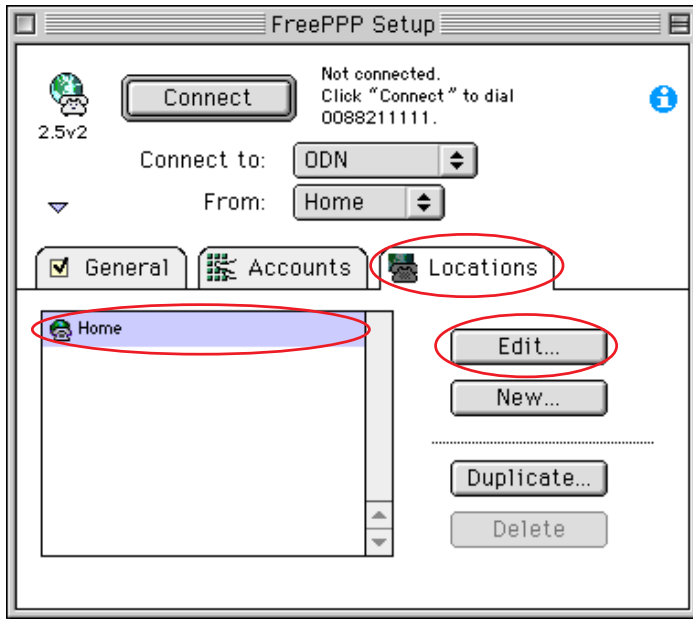 FreePPP Setup
Not connected.
Connect
Click "Connect" to dial
0088211111.
2.5v2
Connect to: ODN
From: Home
General Accounts Locations
Home
Edit...
New...
Duplicate...
Delete